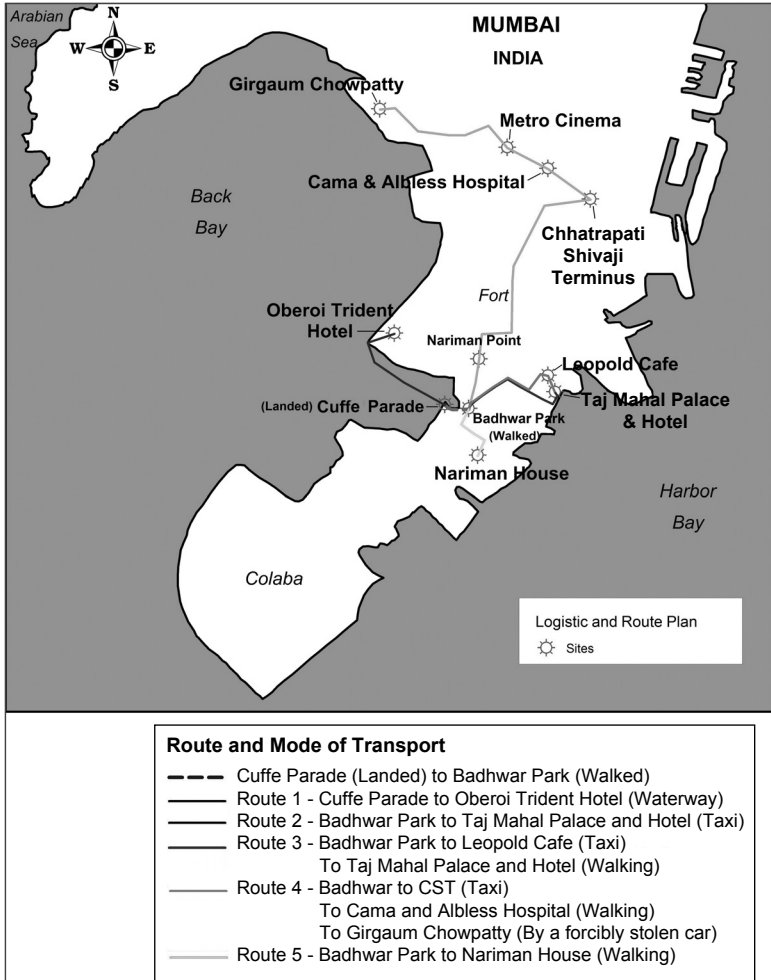 Arabian
Sea
N
W E
S
MUMBAI
INDIA
Girgaum Chowpatty
Metro Cinema
Cama & Albless Hospital
Back
Bay
Chhatrapati
Shivaji
Terminus
Fort
Oberoi Trident
Hotel
Nariman Point
Leopold Cafe
(Landed) Cuffe Parade
Taj Mahal Palace
& Hotel
Badhwar Park
(Walked)
Nariman House
Harbor
Bay
Colaba
Logistic and Route Plan
Sites
Route and Mode of Transport
Cuffe Parade (Landed) to Badhwar Park (Walked)
Route 1 - Cuffe Parade to Oberoi Trident Hotel (Waterway)
Route 2 - Badhwar Park to Taj Mahal Palace and Hotel (Taxi)
Route 3 - Badhwar Park to Leopold Cafe (Taxi)
To Taj Mahal Palace and Hotel (Walking)
Route 4 - Badhwar to CST (Taxi)
To Cama and Albless Hospital (Walking)
To Girgaum Chowpatty (By a forcibly stolen car)
Route 5 - Badhwar Park to Nariman House (Walking)